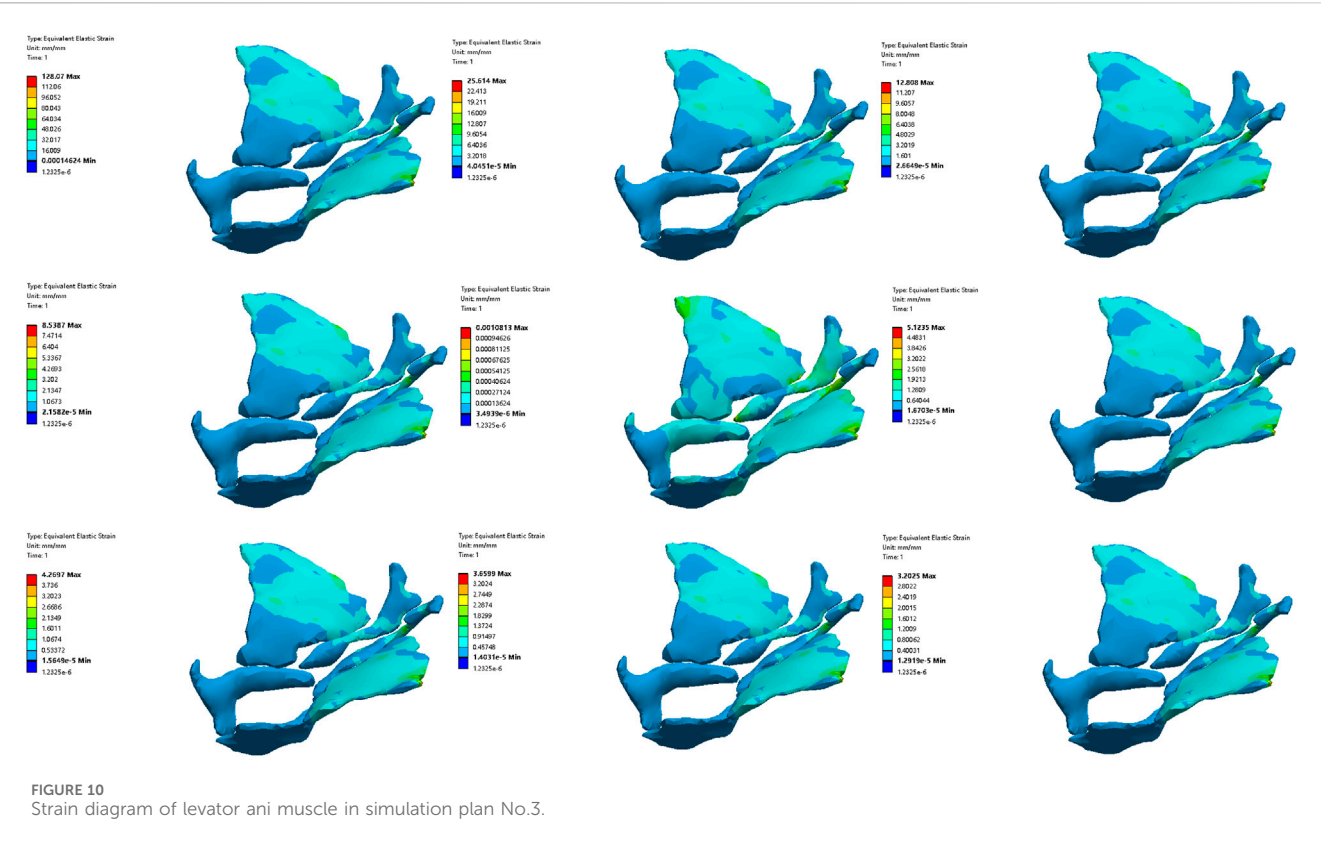 Type: Equivalent Elastic Strain
Unit: mm/mm
Time: 1
128.07 Max
112.06
96.052
80.043
64.034
48.026
32.017
16.009
0.00014624 Min
1.2325e-6
Type: Equivalent Elastic Strain
Unit: mm/mm
Time: 1
25.614 Max
22.413
19.211
16.009
12.807
9.6054
6.4036
3.2018
4.0451e-5 Min
1.2325e-6
Type: Equivalent Elastic Strain
Unit: mm/mm
Time: 1
12.808 Max
11.207
9.6057
8.0048
6.4038
4.8029
3.2019
1.601
2.6649e-5 Min
1.2325e-6
Type: Equivalent Elastic Strain
Unit: mm/mm
Time: 1
8.5387 Max
7.4714
6.404
5.3367
4.2693
3.202
2.1347
1.0673
2.1582e-5 Min
1.2325e-6
Type: Equivalent Elastic Strain
Unit: mm/mm
Time: 1
0.0010813 Max
0.00094626
0.00081125
0.00067625
0.00054125
0.00040624
0.00027124
0.00013624
3.4939e-6 Min
1.2325e-6
Type: Equivalent Elastic Strain
Unit: mm/mm
Time: 1
5.1235 Max
4.4831
3.8426
3.2022
2.5618
1.9213
1.2809
0.64044
1.6703e-5 Min
1.2325e-6
Type: Equivalent Elastic Strain
Unit: mm/mm
Time: 1
4.2697 Max
3.736
3.2023
2.6686
2.1349
1.6011
1.0674
0.53372
1.5649e-5 Min
1.2325e-6
Type: Equivalent Elastic Strain
Unit: mm/mm
Time: 1
3.6599 Max
3.2024
2.7449
2.2874
1.8299
1.3724
0.91497
0.45748
1.4031e-5 Min
1.2325e-6
Type: Equivalent Elastic Strain
Unit: mm/mm
Time: 1
3.2025 Max
2.8022
2.4019
2.0015
1.6012
1.2009
0.80062
0.40031
1.2919e-5 Min
1.2325e-6
FIGURE 10
Strain diagram of levator ani muscle in simulation plan No.3.